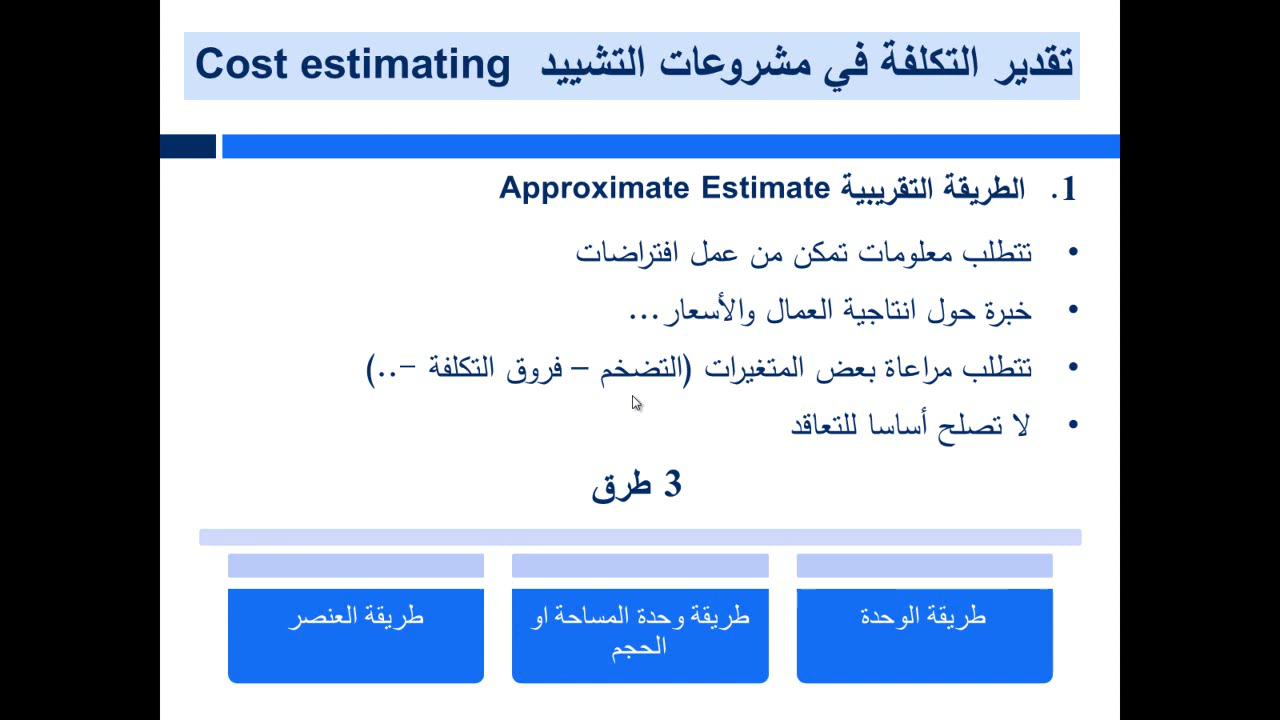 تقدير التكلفة في مشروعات التشييد Cost estimating
1. الطريقة التقريبية Approximate Estimate
• تتطلب معلومات تمكن من عمل افتراضات
• خبرة حول انتاجية العمال والأسعار...
• تتطلب مراعاة بعض المتغيرات (التضخم – فروق التكلفة -..)
• لا تصلح أساسا للتعاقد
3 طرق
طريقة الوحدة
طريقة وحدة المساحة او
الحجم
طريقة العنصر